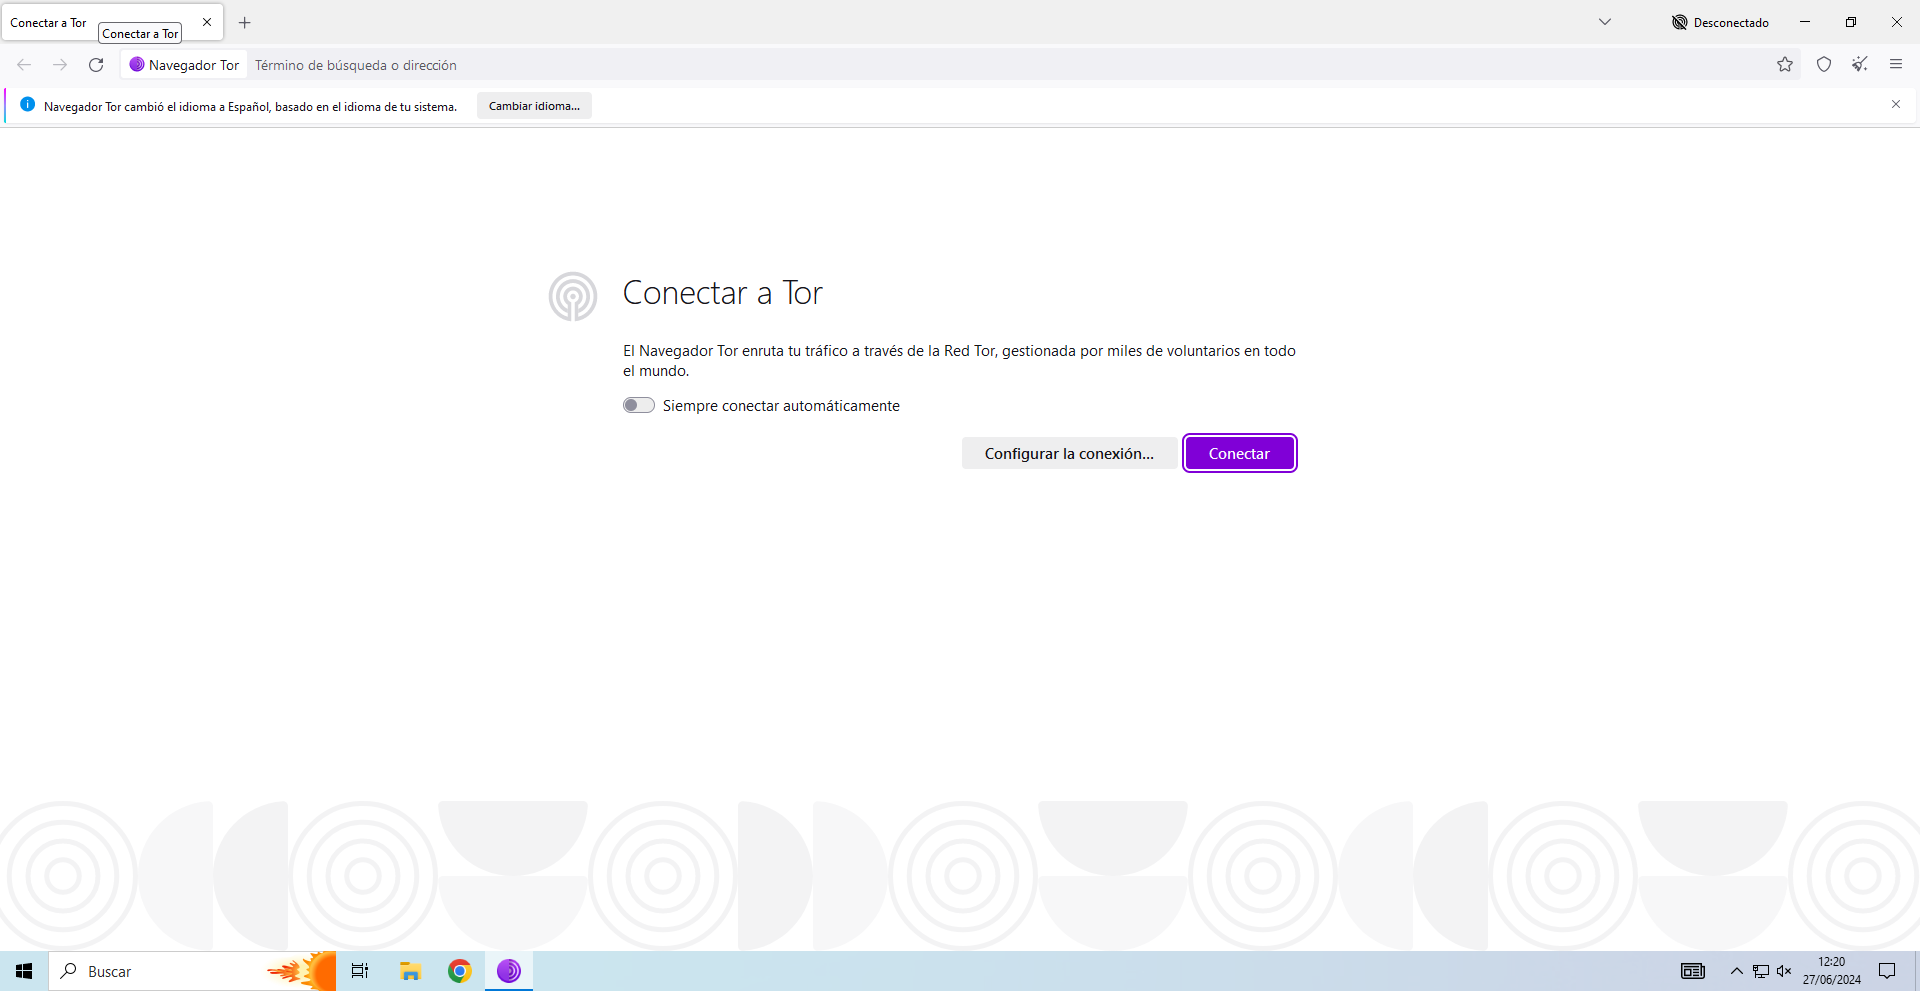 Conectar a Tor
Conectar a Tor
Desconectado
Navegador Tor
Término de búsqueda o dirección
Navegador Tor cambió el idioma a Español, basado en el idioma de tu sistema.
Cambiar idioma...
Conectar a Tor
El Navegador Tor enruta tu tráfico a través de la Red Tor, gestionada por miles de voluntarios en todo
el mundo.
Siempre conectar automáticamente
Configurar la conexión...
Conectar
Buscar
12:20
27/06/2024